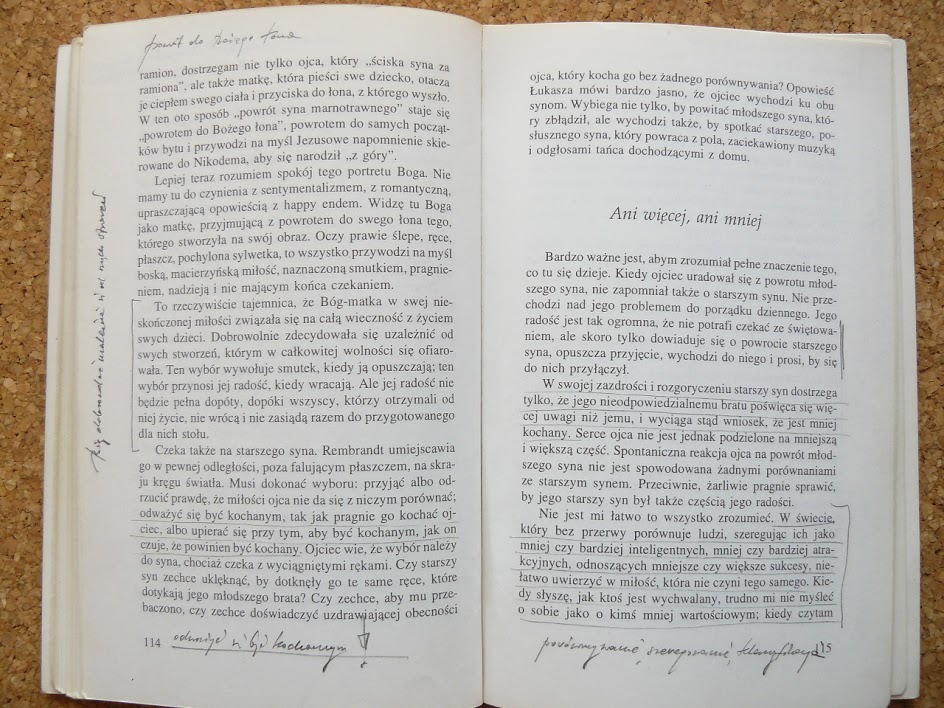 powrót do Bożego łona
ramion, dostrzegam nie tylko ojca, który „ściska syna za
ramiona”, ale także matkę, która pieści swe dziecko, otacza
je ciepłem swego ciała i przyciska do łona, z którego wyszło.
W ten oto sposób „powrót syna marnotrawnego” staje się
„powrotem do Bożego łona”, powrotem do samych począt-
ków bytu i przywodzi na myśl Jezusowe napomnienie skie-
rowane do Nikodema, aby się narodził „z góry”.
Lepiej teraz rozumiem spokój tego portretu Boga. Nie
mamy tu do czynienia z sentymentalizmem, z romantyczną,
upraszczającą opowieścią z happy endem. Widzę tu Boga
jako matkę, przyjmującą z powrotem do swego łona tego,
którego stworzyła na swój obraz. Oczy prawie ślepe, ręce,
płaszcz, pochylona sylwetka, to wszystko przywodzi na myśl
boską, macierzyńską miłość, naznaczoną smutkiem, pragnie-
niem, nadzieją i nie mającym końca czekaniem.
To rzeczywiście tajemnica, że Bóg-matka w swej nie-
skończonej miłości związała się na całą wieczność z życiem
swych dzieci. Dobrowolnie zdecydowała się uzależnić od
swych stworzeń, którym w całkowitej wolności się ofiaro-
wała. Ten wybór wywołuje smutek, kiedy ją opuszczają; ten
wybór przynosi jej radość, kiedy wracają. Ale jej radość nie
będzie pełna dopóty, dopóki wszyscy, którzy otrzymali od
niej życie, nie wrócą i nie zasiądą razem do przygotowanego
dla nich stołu.
Czeka także na starszego syna. Rembrandt umiejscawia
go w pewnej odległości, poza falującym płaszczem, na skra-
ju kręgu światła. Musi dokonać wyboru: przyjąć albo od-
rzucić prawdę, że miłości ojca nie da się z niczym porównać;
odważyć się być kochanym, tak jak pragnie go kochać oj-
ciec, albo upierać się przy tym, aby być kochanym, jak on
czuje, że powinien być kochany. Ojciec wie, że wybór należy
do syna, chociaż czeka z wyciągniętymi rękami. Czy starszy
syn zechce uklęknąć, by dotknęły go te same ręce, które
dotykają jego młodszego brata? Czy zechce, aby mu prze-
baczono, czy zechce doświadczyć uzdrawiającej obecności
114
odważyć się być kochanym
ojca, który kocha go bez żadnego porównywania? Opowieść
Łukasza mówi bardzo jasno, że ojciec wychodzi ku obu
synom. Wybiega nie tylko, by powitać młodszego syna, któ-
ry zbłądził, ale wychodzi także, by spotkać starszego, po-
słusznego syna, który powraca z pola, zaciekawiony muzyką
i odgłosami tańca dochodzącymi z domu.
Ani więcej, ani mniej
Bardzo ważne jest, abym zrozumiał pełne znaczenie tego,
co tu się dzieje. Kiedy ojciec uradował się z powrotu młod-
szego syna, nie zapomniał także o starszym synu. Nie prze-
chodzi nad jego problemem do porządku dziennego. Jego
radość jest tak ogromna, że nie potrafi czekać ze świętowa-
niem, ale skoro tylko dowiaduje się o powrocie starszego
syna, opuszcza przyjęcie, wychodzi do niego i prosi, by się
do nich przyłączył.
W swojej zazdrości i rozgoryczeniu starszy syn dostrzega
tylko, że jego nieodpowiedzialnemu bratu poświęca się wię-
cej uwagi niż jemu, i wyciąga stąd wniosek, że jest mniej
kochany. Serce ojca nie jest jednak podzielone na mniejszą
i większą część. Spontaniczna reakcja ojca na powrót młod-
szego syna nie jest spowodowana żadnymi porównaniami
ze starszym synem. Przeciwnie, żarliwie pragnie sprawić,
by jego starszy syn był także częścią jego radości.
Nie jest mi łatwo to wszystko zrozumieć. W świecie,
który bez przerwy porównuje ludzi, szeregując ich jako
mniej czy bardziej inteligentnych, mniej czy bardziej atra-
kcyjnych, odnoszących mniejsze czy większe sukcesy, nie-
łatwo uwierzyć w miłość, która nie czyni tego samego. Kie-
dy słyszę, jak ktoś jest wychwalany, trudno mi nie myśleć
o sobie jako o kimś mniej wartościowym; kiedy czytam
porównywanie, szeregowanie, klasyfikacja
115